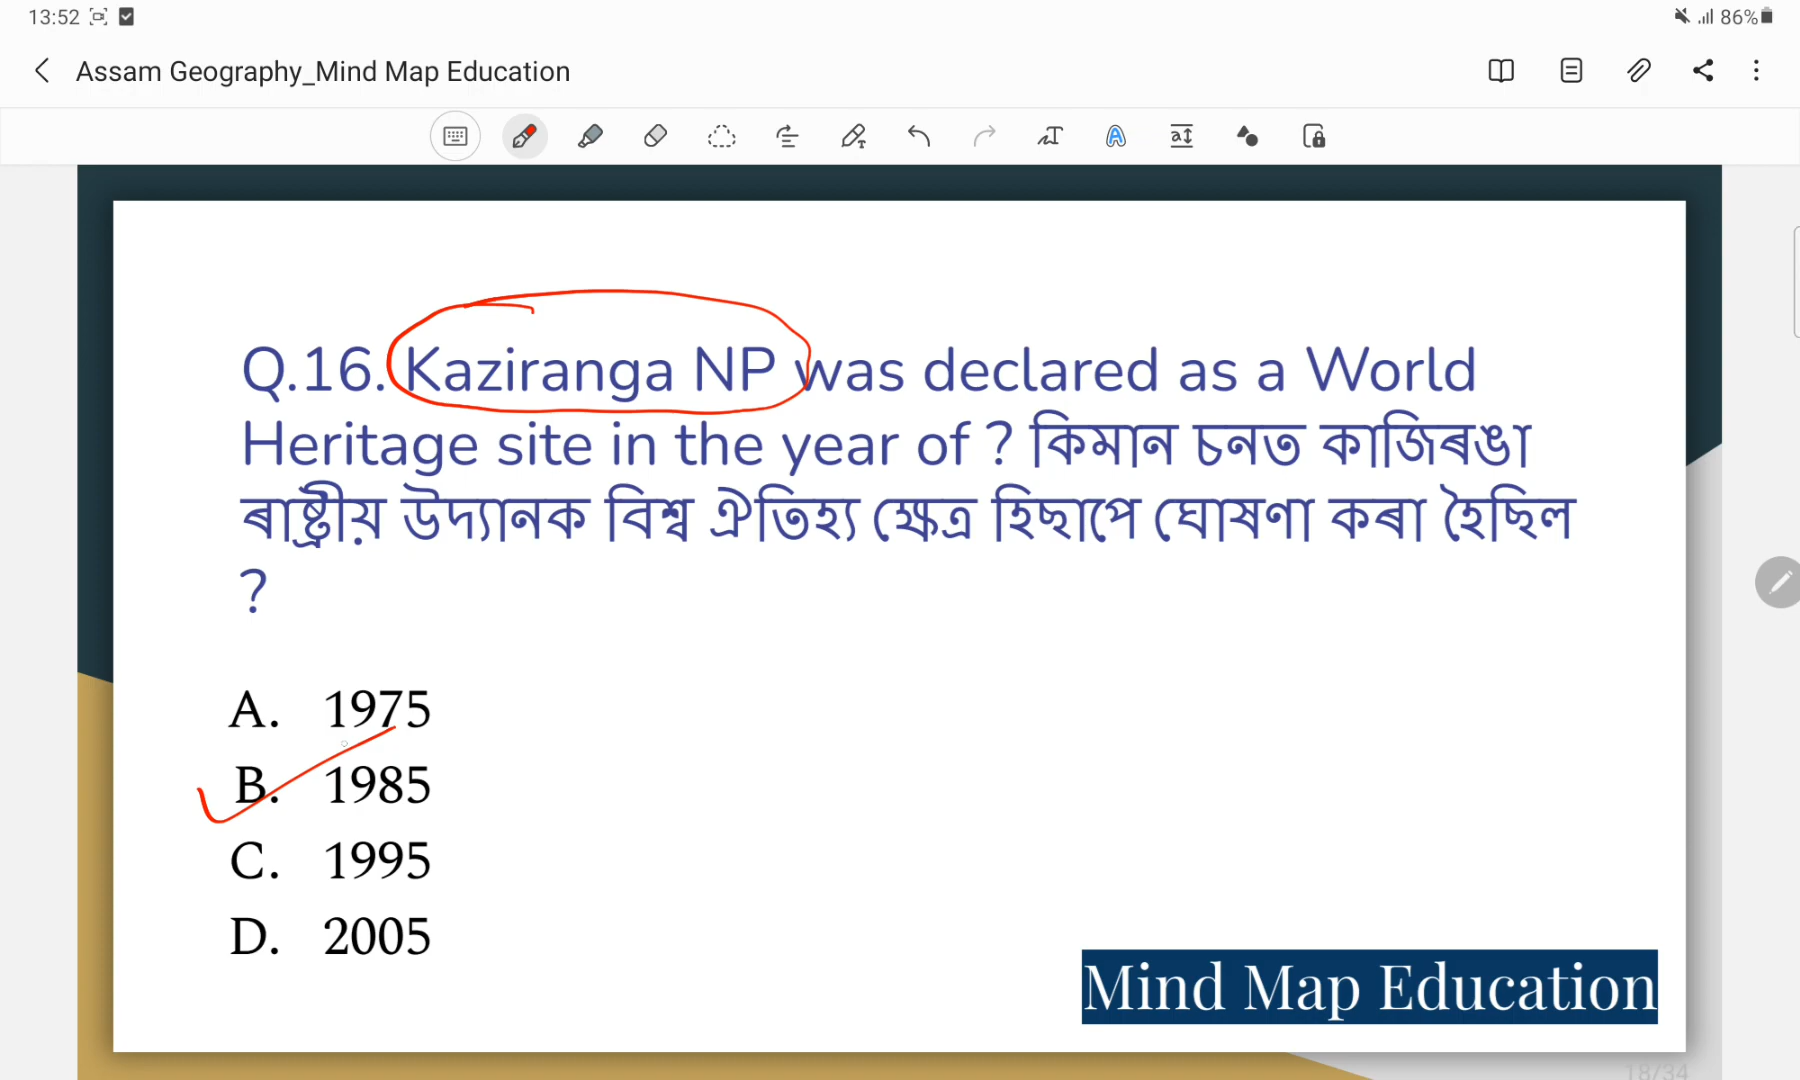 13:52
86%
Assam Geography_Mind Map Education
Q.16. Kaziranga NP was declared as a World
Heritage site in the year of ? কিমান চনত কাজিৰঙা
ৰাষ্ট্ৰীয় উদ্যানক বিশ্ব ঐতিহ্য ক্ষেত্ৰ হিছাপে ঘোষণা কৰা হৈছিল
?
A. 1975
B. 1985
C. 1995
D. 2005
Mind Map Education
18/34